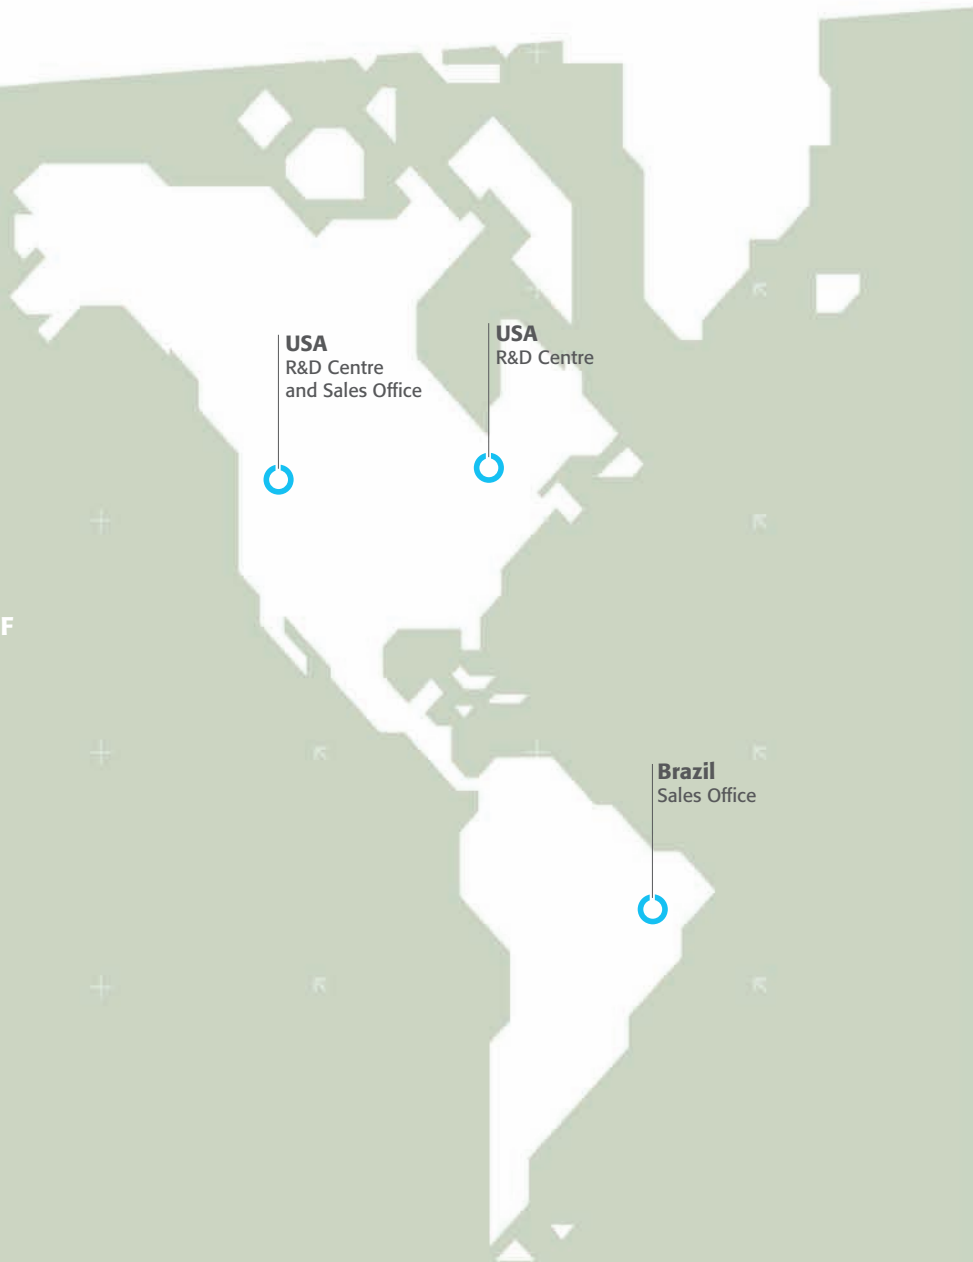 USA
R&D Centre
and Sales Office
USA
R&D Centre
F
Brazil
Sales Office